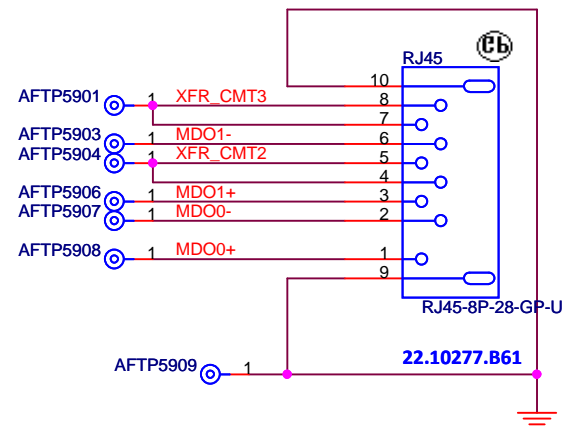 RJ45
Cb
10
AFTP5901 1 XFR_CMT3 8
7
AFTP5903 1 MDO1- 6
AFTP5904 1 XFR_CMT2 5
4
AFTP5906 1 MDO1+ 3
AFTP5907 1 MDO0- 2
AFTP5908 1 MDO0+ 1
9
RJ45-8P-28-GP-U
22.10277.B61
AFTP5909 1